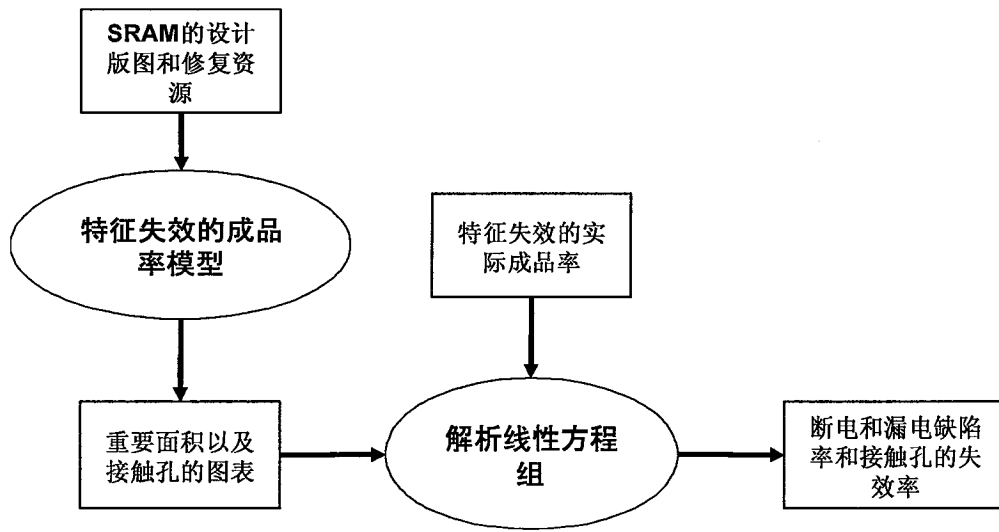 SRAM的设计
版图和修复资
源
特征失效的成品
率模型
特征失效的实
际成品率
重要面积以及
接触孔的图表
解析线性方程
组
断电和漏电缺陷
率和接触孔的失
效率